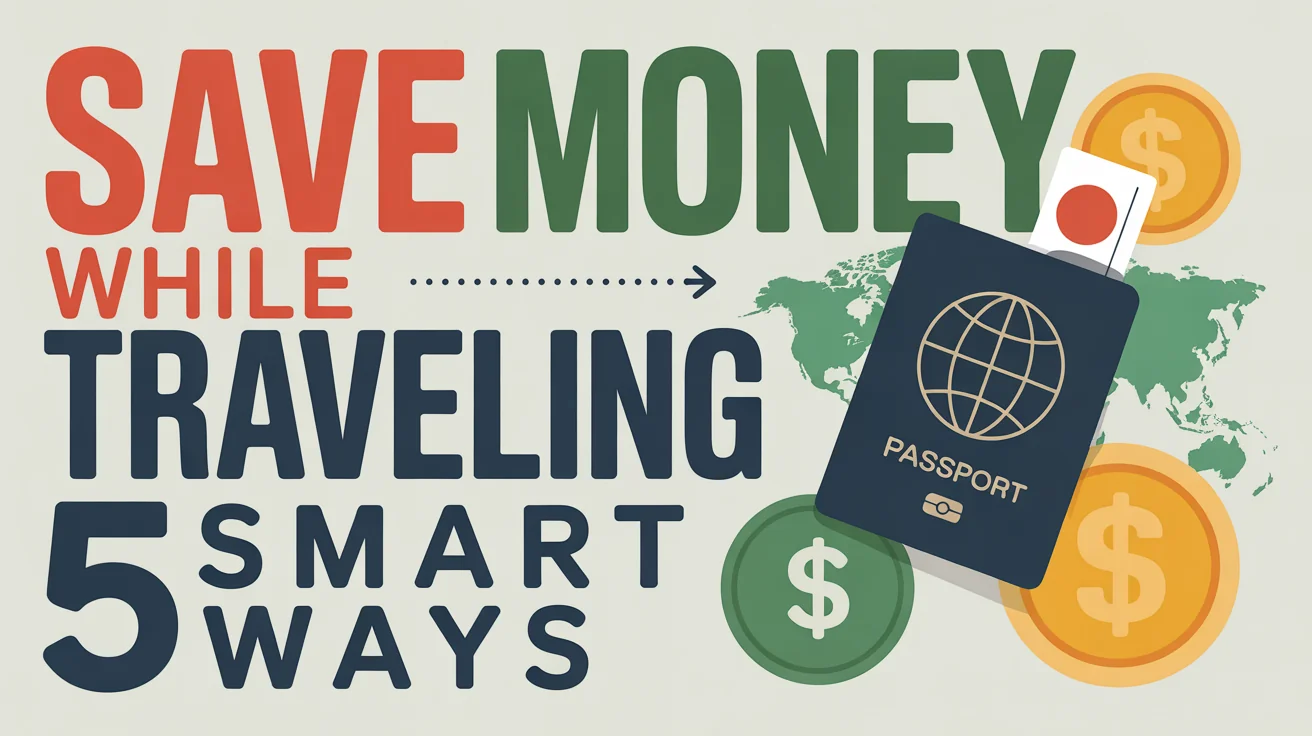 SAVE MONEY
WHILE
TRAVELING
5 SMART
WAYS
$
PASSPORT
$
$